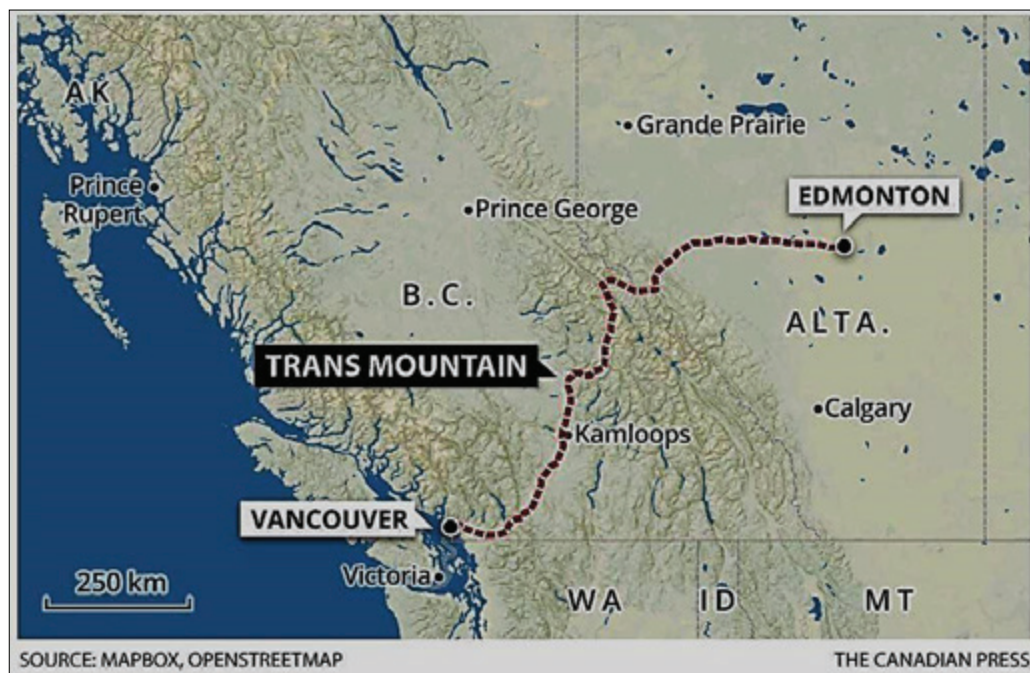 AK
Grande Prairie
Prince
Rupert
EDMONTON
Prince George
B.C.
ALTA.
TRANS MOUNTAIN
Calgary
Kamloops
VANCOUVER
Victoria
250 km
WA
ID
MT
SOURCE: MAPBOX, OPENSTREETMAP
THE CANADIAN PRESS